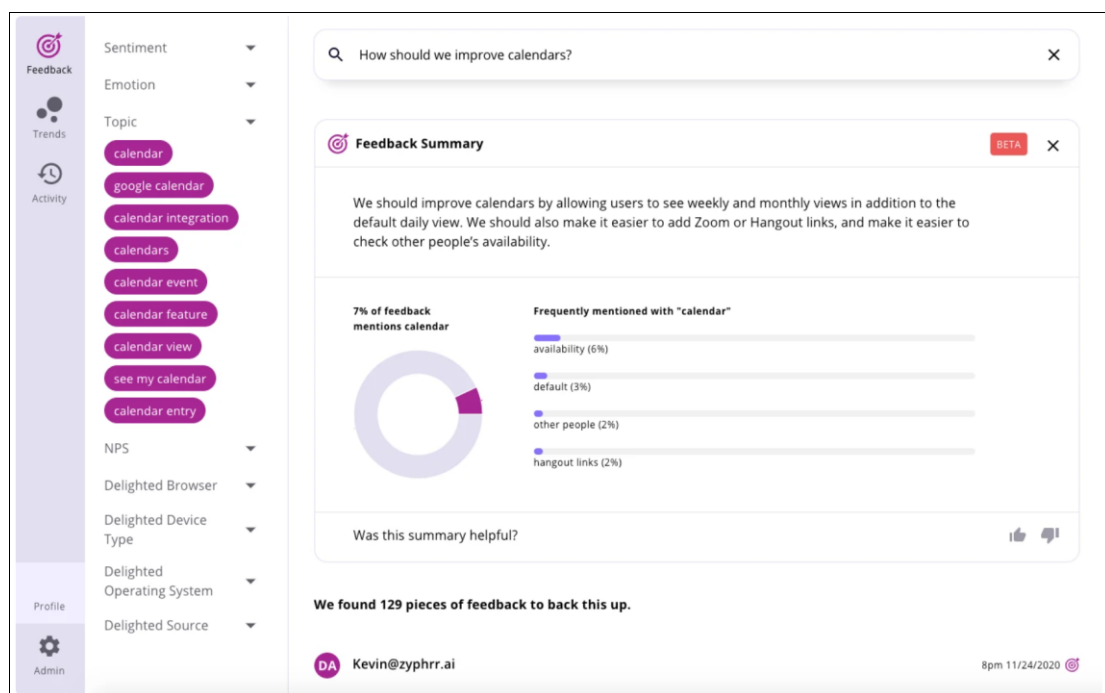 Feedback
Trends
Activity
Profile
Admin
Sentiment
Emotion
Topic
calendar
google calendar
calendar integration
calendars
calendar event
calendar feature
calendar view
see my calendar
calendar entry
NPS
Delighted Browser
Delighted Device
Type
Delighted
Operating System
Delighted Source
How should we improve calendars?
Feedback Summary
BETA
We should improve calendars by allowing users to see weekly and monthly views in addition to the
default daily view. We should also make it easier to add Zoom or Hangout links, and make it easier to
check other people's availability.
7% of feedback
mentions calendar
Frequently mentioned with "calendar"
availability (6%)
default (3%)
other people (2%)
hangout links (2%)
Was this summary helpful?
We found 129 pieces of feedback to back this up.
DA
Kevin@zyphrr.ai
8pm 11/24/2020